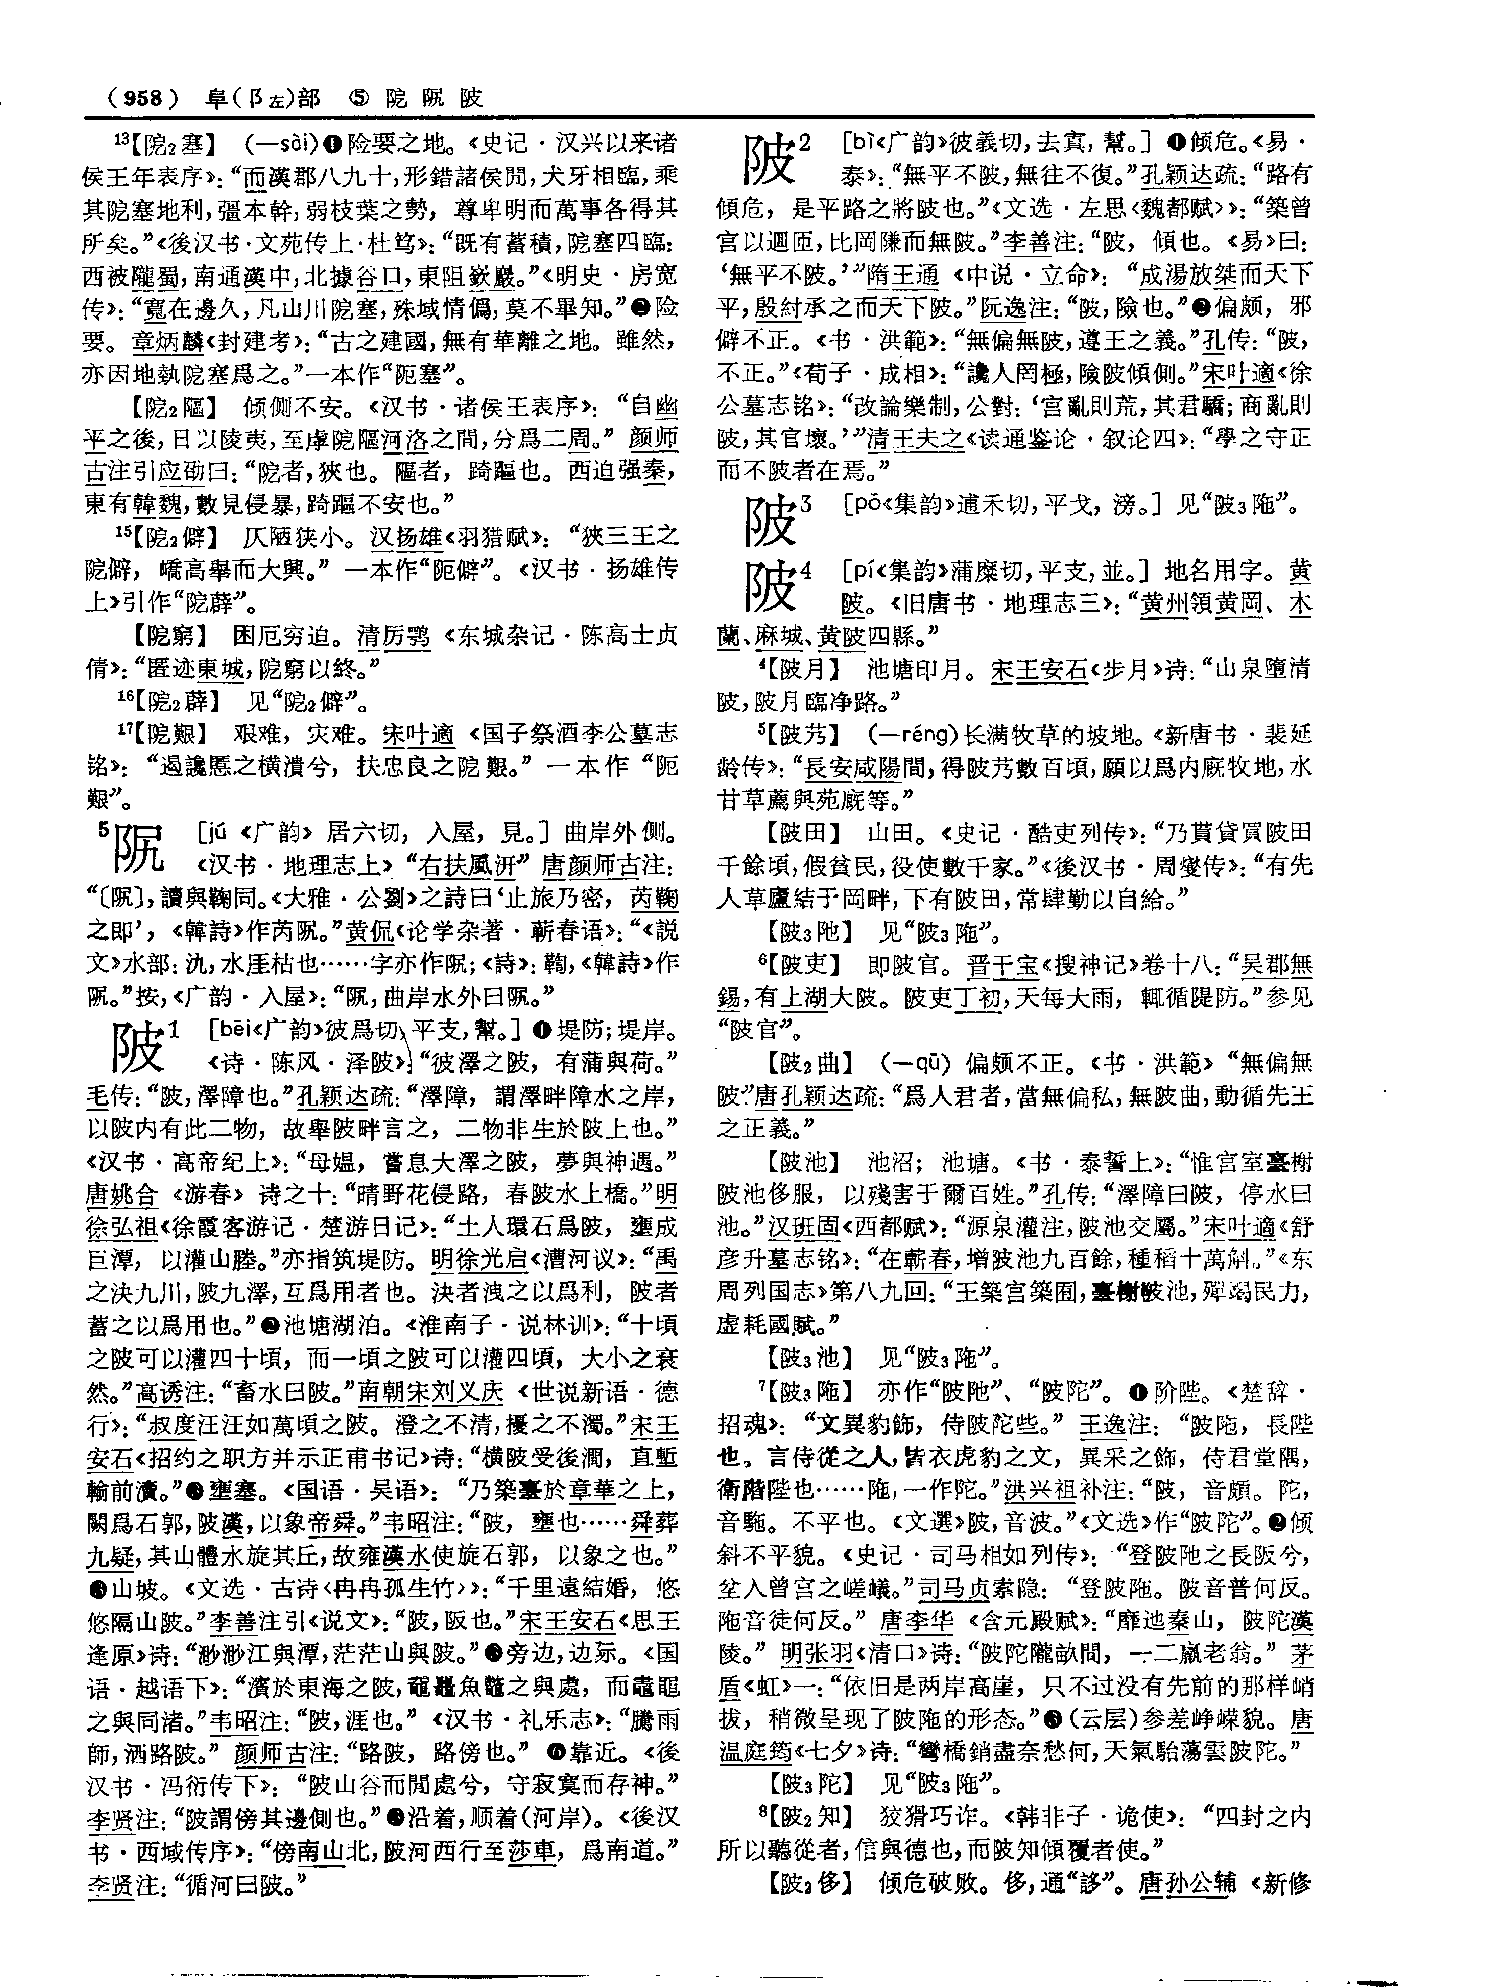 （958） 阜(阝左)部 ⑤ 阸 阫 陂
¹³【阸₂塞】 (—sài)❶险要之地。《史记·汉兴以来诸
侯王年表序》：“而漢郡八九十，形錯諸侯閒，犬牙相臨，乘
其阸塞地利，彊本幹，弱枝葉之勢，尊卑明而萬事各得其
所矣。”《後汉书·文苑传上·杜笃》：“既有蓄積，阸塞四臨：
西被隴蜀，南通漢中，北據谷口，東阻嶔巖。”《明史·房宽
传》：“寬在邊久，凡山川阸塞，殊域情僞，莫不畢知。”❷险
要。章炳麟《封建考》：“古之建國，無有華離之地。雖然，
亦因地執阸塞爲之。”一本作“阨塞”。
【阸₂陋】 倾侧不安。《汉书·诸侯王表序》：“自幽
平之後，日以陵夷，至虖阸𨻶河洛之間，分爲二周。”颜师
古注引应劭曰：“阸者，狹也。𨻶者，踦𨻶也。西迫强秦，
東有韓魏，數見侵暴，踦𨻶不安也。”
¹⁵【阸₂僻】 仄陋狭小。汉扬雄《羽猎赋》：“狹三王之
阸僻，嶠高舉而大興。”一本作“阨僻”。《汉书·扬雄传
上》引作“阸薜”。
【阸窮】 困厄穷迫。清厉鹗《东城杂记·陈高士贞
倩》：“匿迹東城，阸窮以終。”
¹⁶【阸₂薜】 见“阸₂僻”。
¹⁷【阸艱】 艰难，灾难。宋叶適《国子祭酒李公墓志
铭》：“遏讒慝之横潰兮，扶忠良之阸艱。”一本作“阨
艱”。
⁵阫 [jú《广韵》居六切，入屋，見。]曲岸外侧。
《汉书·地理志上》“右扶風汧”唐颜师古注：
“〔阫〕，讀與鞠同。《大雅·公劉》之詩曰‘止旅乃密，芮鞠
之即’，《韓詩》作芮阫。”黄侃《论学杂著·蕲春语》：“《説
文》水部：氿，水厓枯也……字亦作阫；《詩》：鞫，《韓詩》作
阫。”按，《广韵·入屋》：“阫，曲岸水外曰阫。”
陂¹ [bēi《广韵》彼爲切，平支，幫。]❶堤防；堤岸。
《诗·陈风·泽陂》：“彼澤之陂，有蒲與荷。”
毛传：“陂，澤障也。”孔颖达疏：“澤障，謂澤畔障水之岸，
以陂内有此二物，故舉陂畔言之，二物非生於陂上也。”
《汉书·高帝纪上》：“母媪，嘗息大澤之陂，夢與神遇。”
唐姚合《游春》诗之十：“晴野花侵路，春陂水上橋。”明
徐弘祖《徐霞客游记·楚游日记》：“土人環石爲陂，壅成
巨潭，以灌山塍。”亦指筑堤防。明徐光启《漕河议》：“禹
之決九川，陂九澤，互爲用者也。決者洩之以爲利，陂者
蓄之以爲用也。”❷池塘湖泊。《淮南子·说林训》：“十頃
之陂可以灌四十頃，而一頃之陂可以灌四頃，大小之衰
然。”高诱注：“畜水曰陂。”南朝宋刘义庆《世说新语·德
行》：“叔度汪汪如萬頃之陂。澄之不清，擾之不濁。”宋王
安石《招约之职方并示正甫书记》诗：“横陂受後澗，直塹
輸前瀆。”❸壅塞。《国语·吴语》：“乃築臺於章華之上，
闕爲石郭，陂漢，以象帝舜。”韦昭注：“陂，壅也……舜葬
九疑，其山體水旋其丘，故雍漢水使旋石郭，以象之也。”
❹山坡。《文选·古诗〈冉冉孤生竹〉》：“千里遠結婚，悠
悠隔山陂。”李善注引《说文》：“陂，阪也。”宋王安石《思王
逢原》诗：“渺渺江與潭，茫茫山與陂。”❺旁边，边际。《国
语·越语下》：“濱於東海之陂，黿鼉魚鼈之與處，而鼃黽
之與同渚。”韦昭注：“陂，涯也。”《汉书·礼乐志》：“騰雨
師，洒路陂。”颜师古注：“路陂，路傍也。”❻靠近。《後
汉书·冯衍传下》：“陂山谷而閒處兮，守寂寞而存神。”
李贤注：“陂謂傍其邊側也。”❼沿着，顺着(河岸)。《後汉
书·西域传序》：“傍南山北，陂河西行至莎車，爲南道。”
李贤注：“循河曰陂。”
陂² [bì《广韵》彼義切，去寘，幫。]❶倾危。《易·
泰》：“無平不陂，無往不復。”孔颖达疏：“路有
傾危，是平路之將陂也。”《文选·左思〈魏都赋〉》：“築曾
宫以迴匝，比岡隒而無陂。”李善注：“陂，傾也。《易》曰：
‘無平不陂。’”隋王通《中说·立命》：“成湯放桀而天下
平，殷紂承之而天下陂。”阮逸注：“陂，險也。”❷偏颇，邪
僻不正。《书·洪範》：“無偏無陂，遵王之義。”孔传：“陂，
不正。”《荀子·成相》：“讒人罔極，險陂傾側。”宋叶適《徐
公墓志铭》：“改論樂制，公對：‘宫亂則荒，其君驕；商亂則
陂，其官壞。’”清王夫之《读通鉴论·叙论四》：“學之守正
而不陂者在焉。”
陂³ [pō《集韵》逋禾切，平戈，滂。]见“陂₃陁”。
陂⁴ [pí《集韵》蒲糜切，平支，並。]地名用字。黄
陂。《旧唐书·地理志三》：“黄州領黄岡、木
蘭、麻城、黄陂四縣。”
⁴【陂月】 池塘印月。宋王安石《步月》诗：“山泉墮清
陂，陂月臨净路。”
⁵【陂艿】 (—réng)长满牧草的坡地。《新唐书·裴延
龄传》：“長安咸陽間，得陂艿數百頃，願以爲内厩牧地，水
甘草薦與苑厩等。”
【陂田】 山田。《史记·酷吏列传》：“乃貰貸買陂田
千餘頃，假貧民，役使數千家。”《後汉书·周燮传》：“有先
人草廬結于岡畔，下有陂田，常肆勤以自給。”
【陂₃阤】 见“陂₃陁”。
⁶【陂吏】 即陂官。晋干宝《搜神记》卷十八：“吴郡無
錫，有上湖大陂。陂吏丁初，天每大雨，輒循隄防。”参见
“陂官”。
【陂₂曲】 (—qū)偏颇不正。《书·洪範》“無偏無
陂”唐孔颖达疏：“爲人君者，當無偏私，無陂曲，動循先王
之正義。”
【陂池】 池沼；池塘。《书·泰誓上》：“惟宫室臺榭
陂池侈服，以殘害于爾百姓。”孔传：“澤障曰陂，停水曰
池。”汉班固《西都赋》：“源泉灌注，陂池交屬。”宋叶適《舒
彦升墓志铭》：“在蘄春，增陂池九百餘，種稻十萬斛。”《东
周列国志》第八九回：“王築宫築囿，臺榭陂池，殫竭民力，
虚耗國賦。”
【陂₃池】 见“陂₃陁”。
⁷【陂₃陁】 亦作“陂阤”、“陂陀”。❶阶陛。《楚辞·
招魂》：“文異豹飾，侍陂陀些。”王逸注：“陂陁，長陛
也。言侍從之人，皆衣虎豹之文，異采之飾，侍君堂隅，
衛階陛也……陁，一作陀。”洪兴祖补注：“陂，音頗。陀，
音駞。不平也。《文選》陂，音波。”《文选》作“陂陀”。❷倾
斜不平貌。《史记·司马相如列传》：“登陂阤之長阪兮，
坌入曾宫之嵯峨。”司马贞索隐：“登陂陁。陂音普何反。
陁音徒何反。”唐李华《含元殿赋》：“靡迆秦山，陂陀漢
陵。”明张羽《清口》诗：“陂陀隴畝間，一二羸老翁。”茅
盾《虹》一：“依旧是两岸高崖，只不过没有先前的那样峭
拔，稍微呈现了陂陁的形态。”❸(云层)参差峥嵘貌。唐
温庭筠《七夕》诗：“彎橋銷盡奈愁何，天氣駘蕩雲陂陀。”
【陂₃陀】 见“陂₃陁”。
⁸【陂₂知】 狡猾巧诈。《韩非子·诡使》：“四封之内
所以聽從者，信與德也，而陂知傾覆者使。”
【陂₂侈】 倾危破败。侈，通“誃”。唐孙公辅《新修